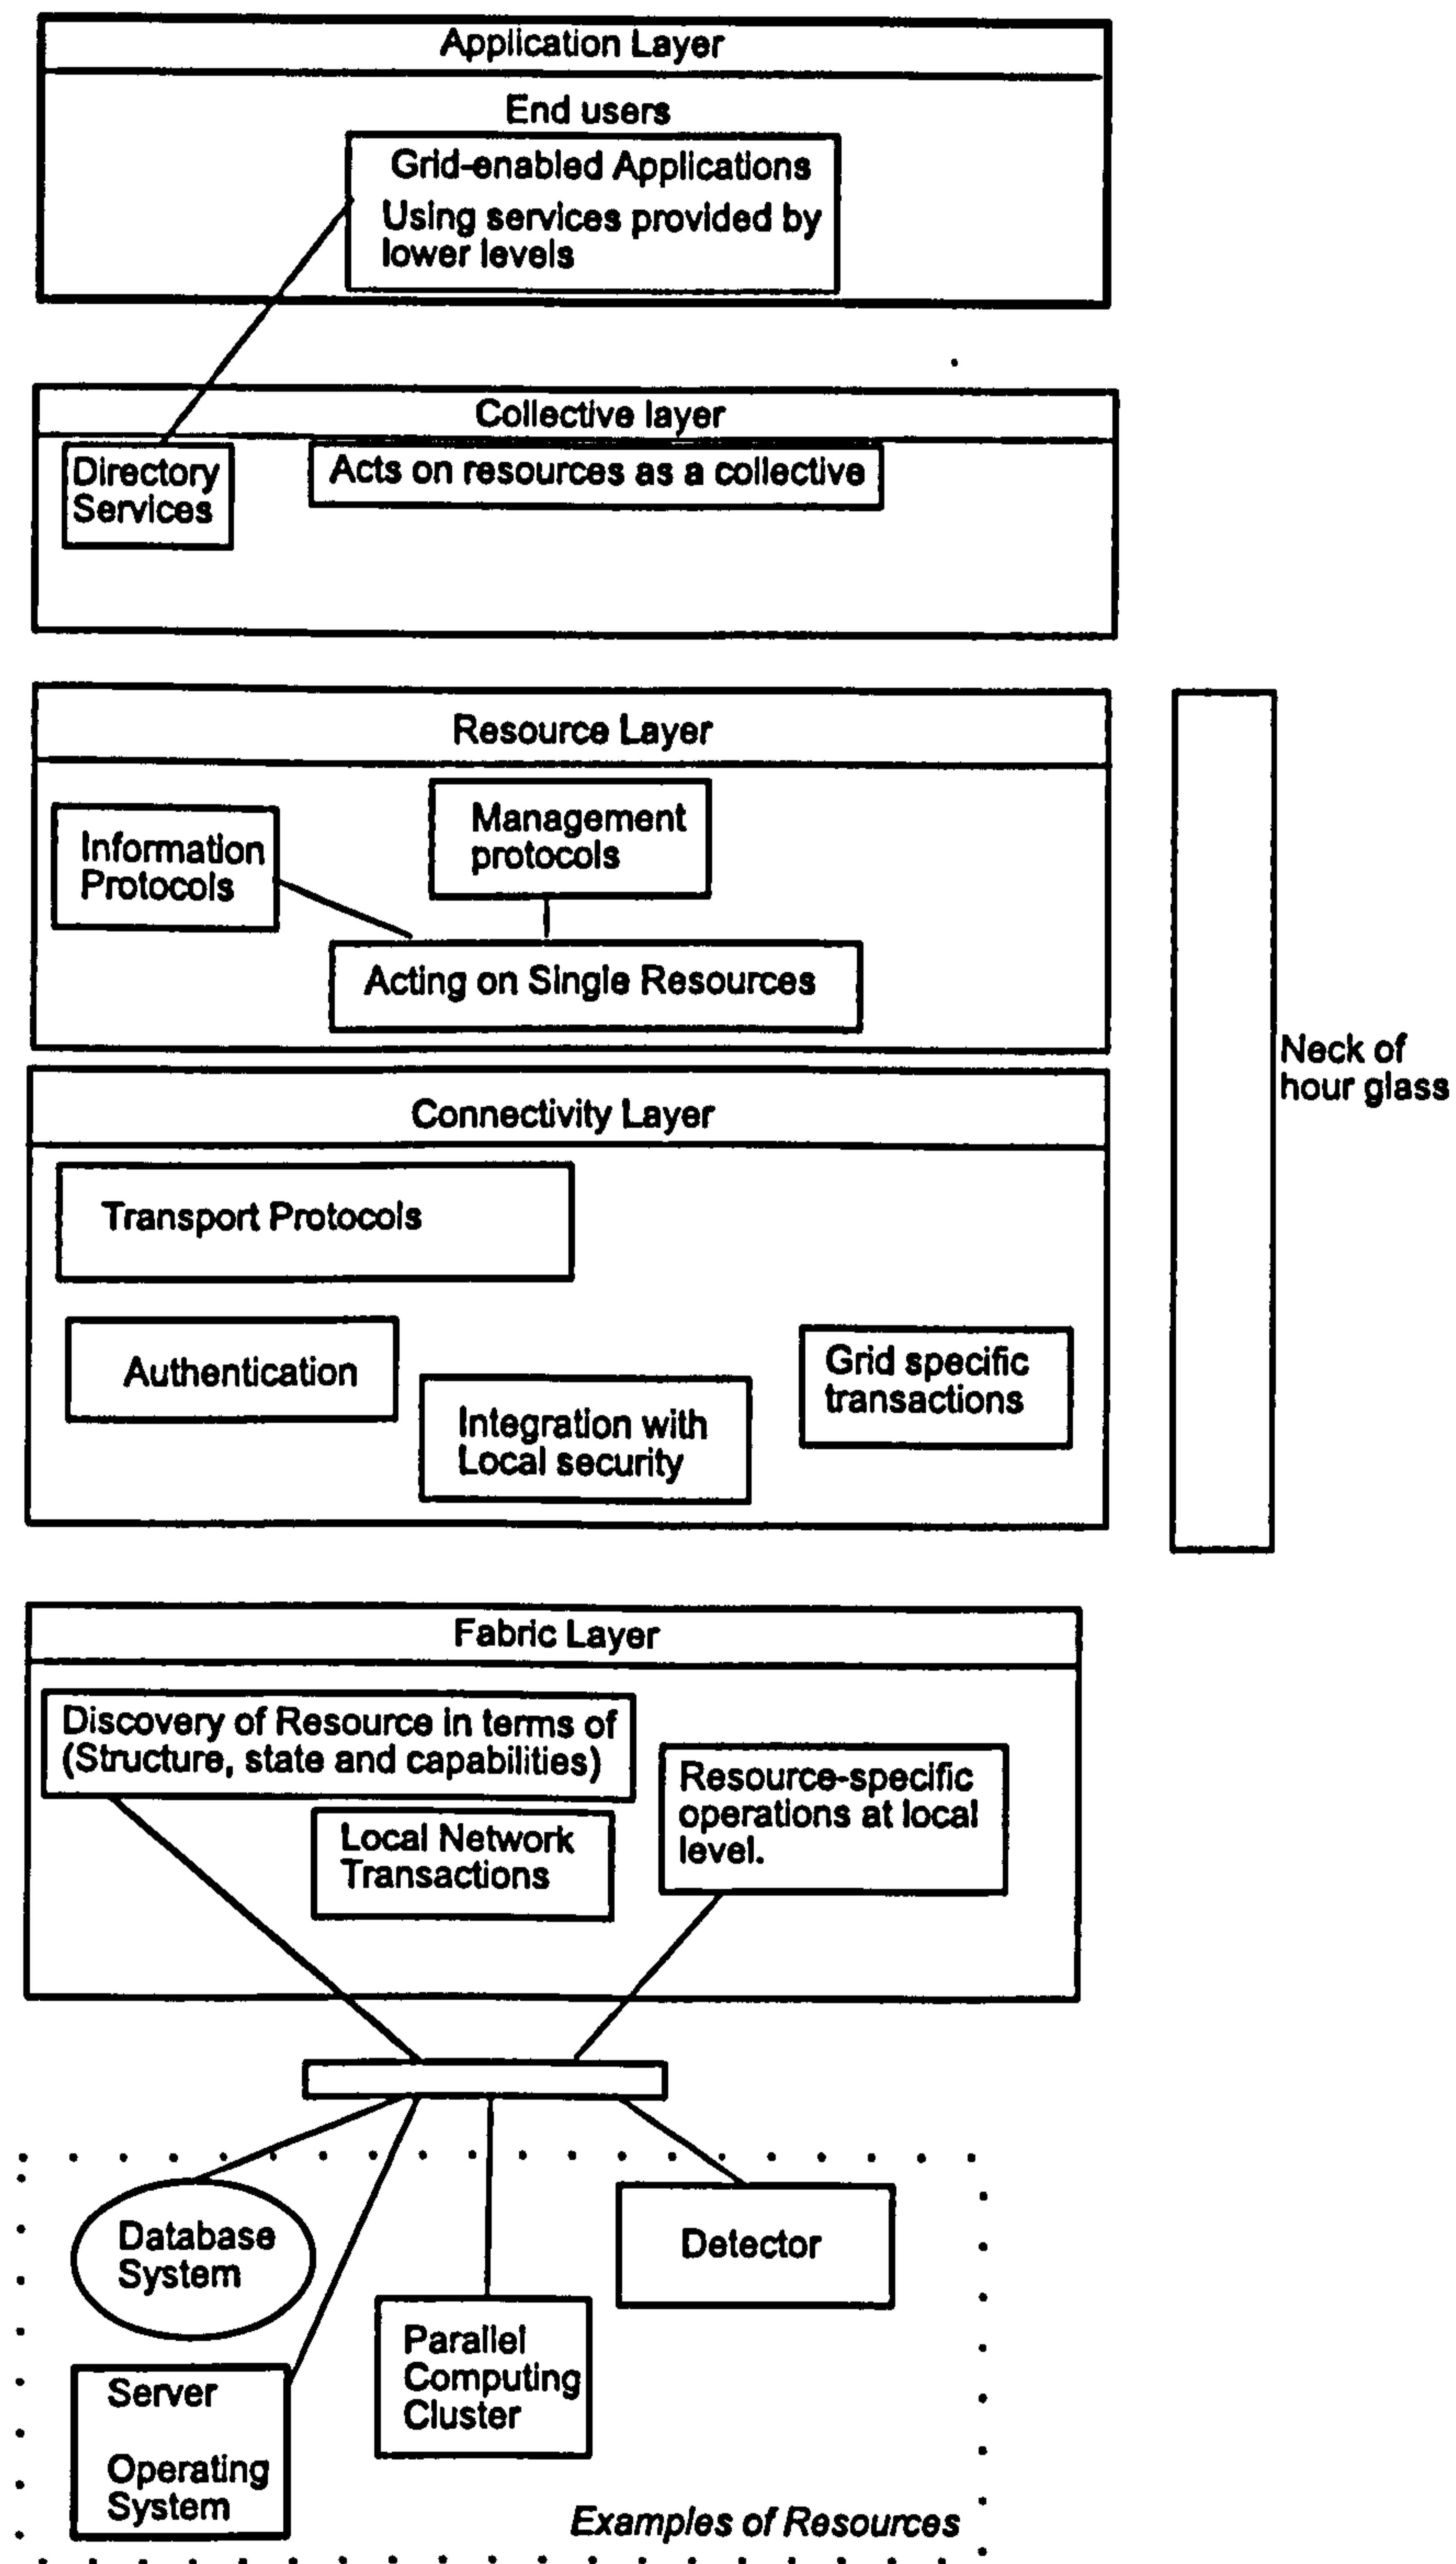 Application Layer
End users
Grid-enabled Applications
Using services provided by
lower levels
Collective layer
Directory
Services
Acts on resources as a collective
Resource Layer
Management
protocols
Information
Protocols
Acting on Single Resources
Neck of
hour glass
Connectivity Layer
Transport Protocols
Authentication
Integration with
Local security
Grid specific
transactions
Fabric Layer
Discovery of Resource in terms of
(Structure, state and capabilities)
Resource-specific
operations at local
level.
Local Network
Transactions
Database
System
Detector
Parallel
Computing
Cluster
Server
Operating
System
Examples of Resources